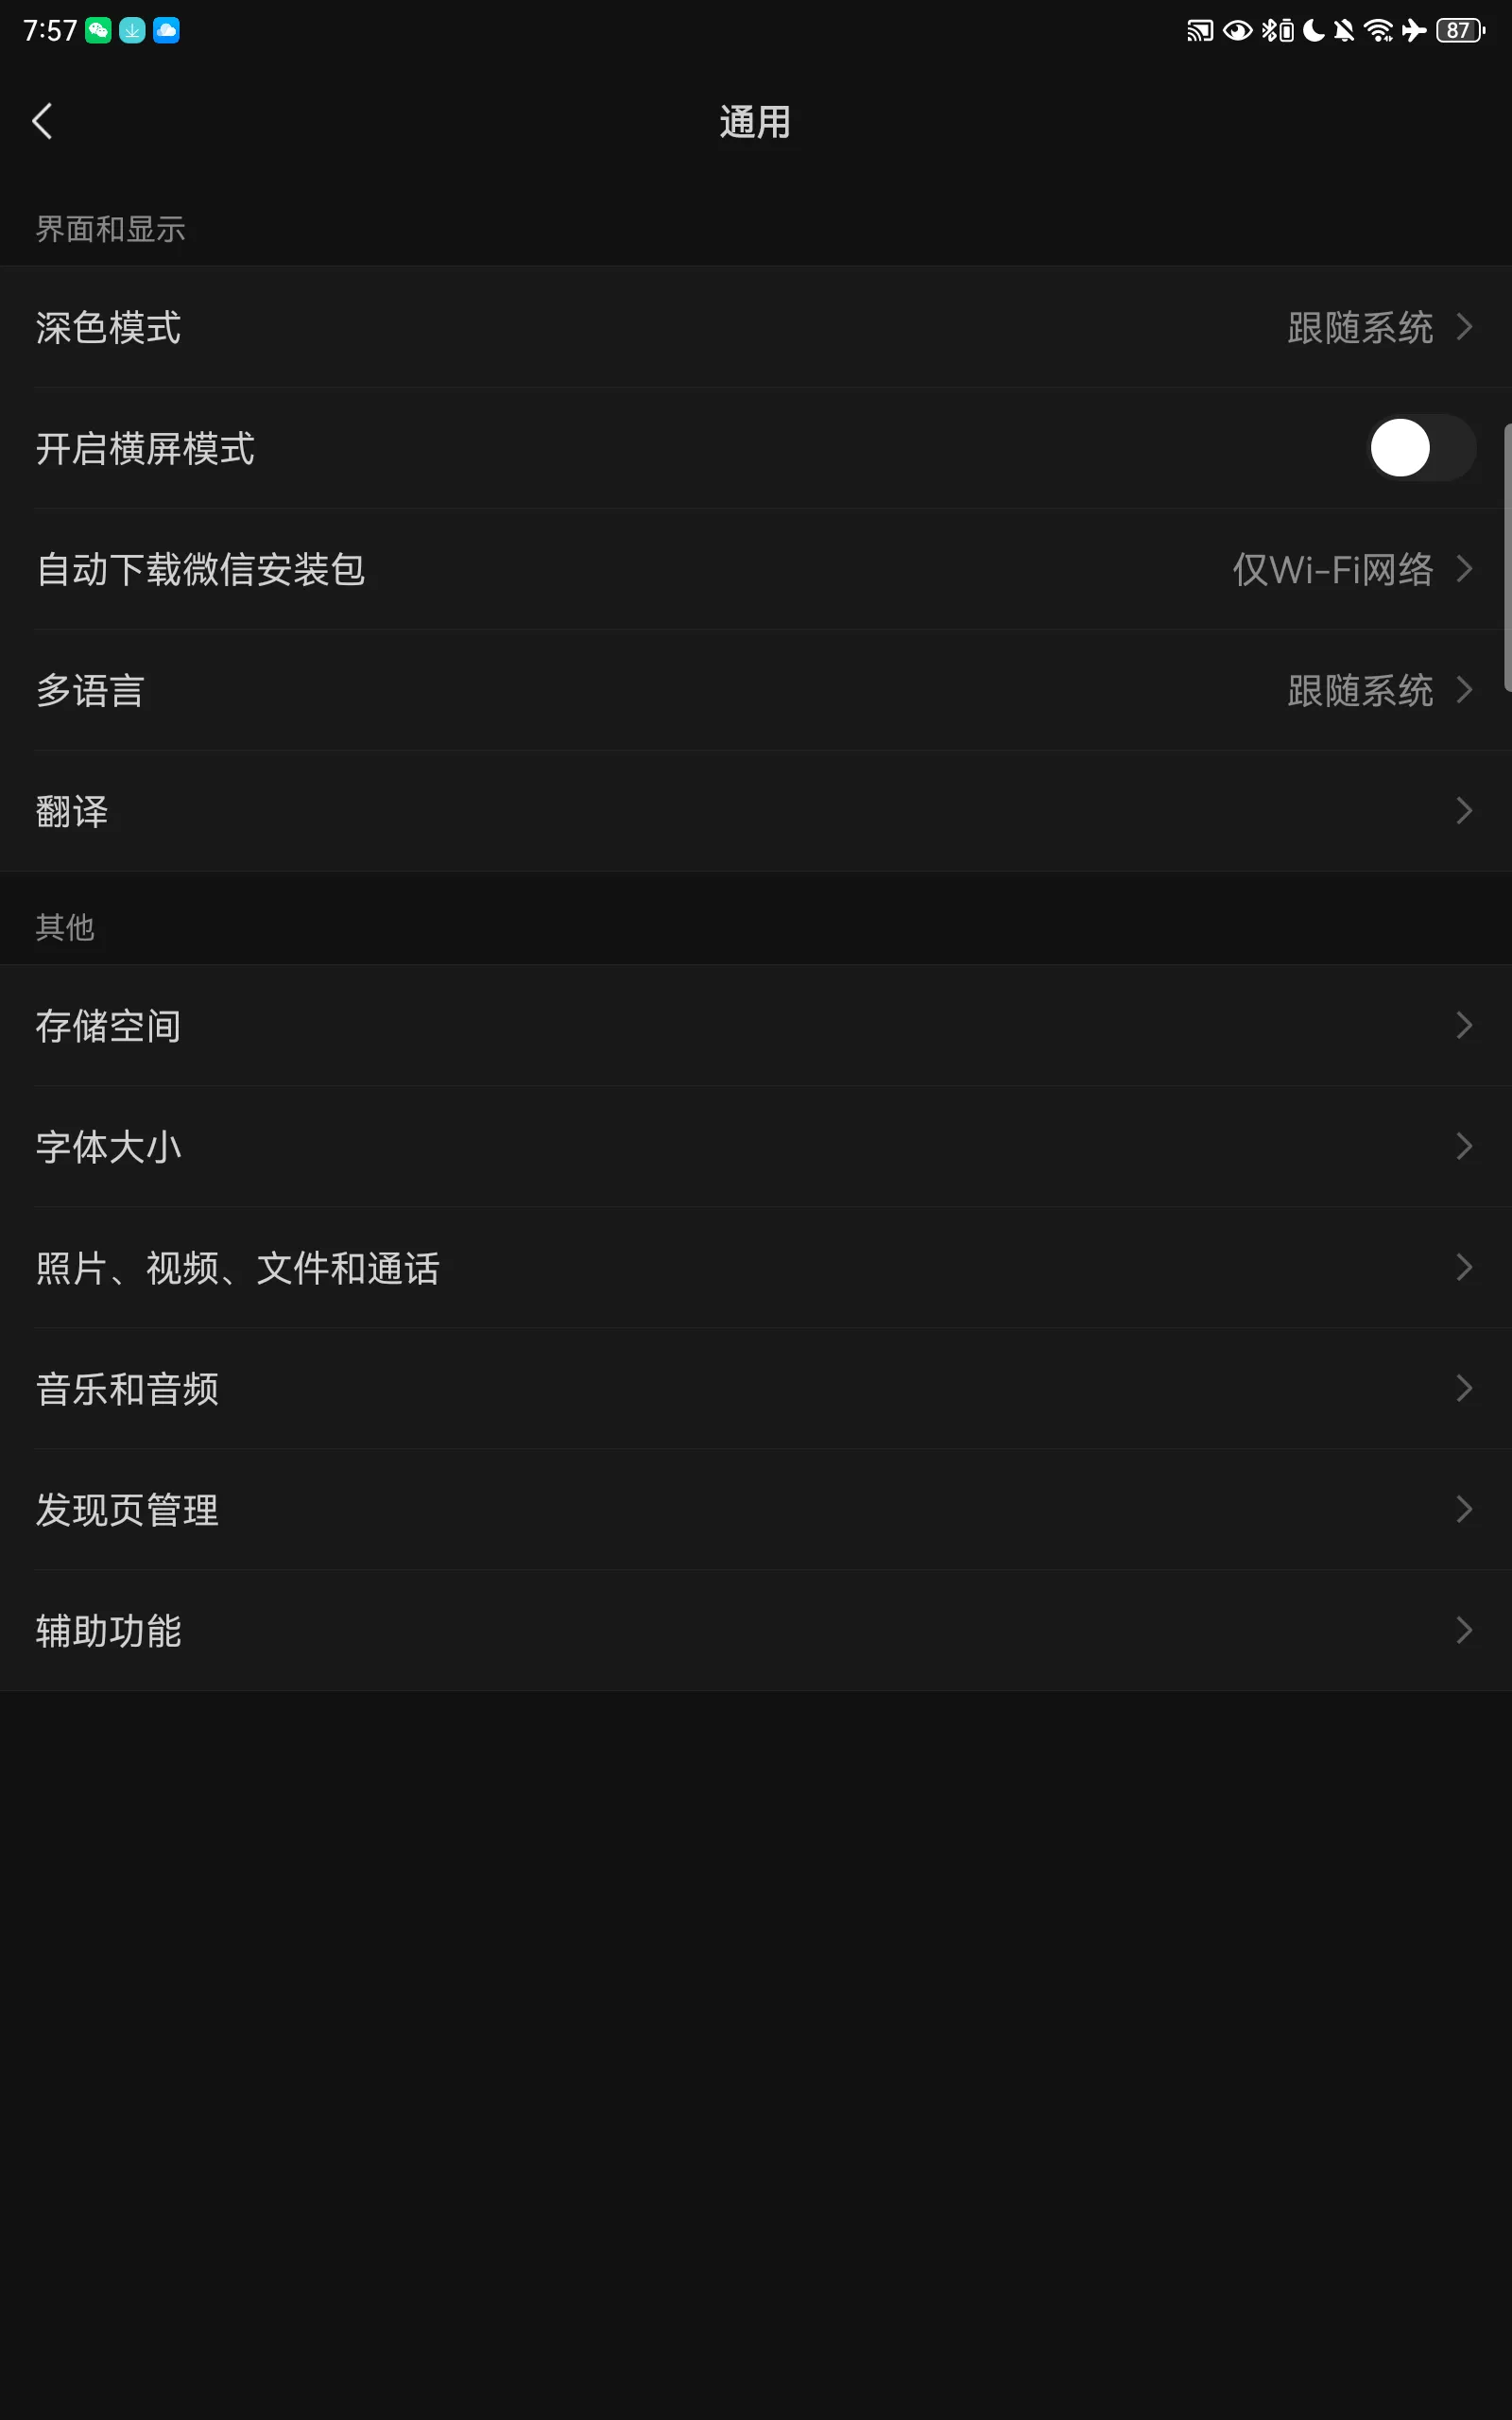 7:57
87
通用
界面和显示
深色模式 跟随系统
开启横屏模式
自动下载微信安装包 仅Wi-Fi网络
多语言 跟随系统
翻译
其他
存储空间
字体大小
照片、视频、文件和通话
音乐和音频
发现页管理
辅助功能